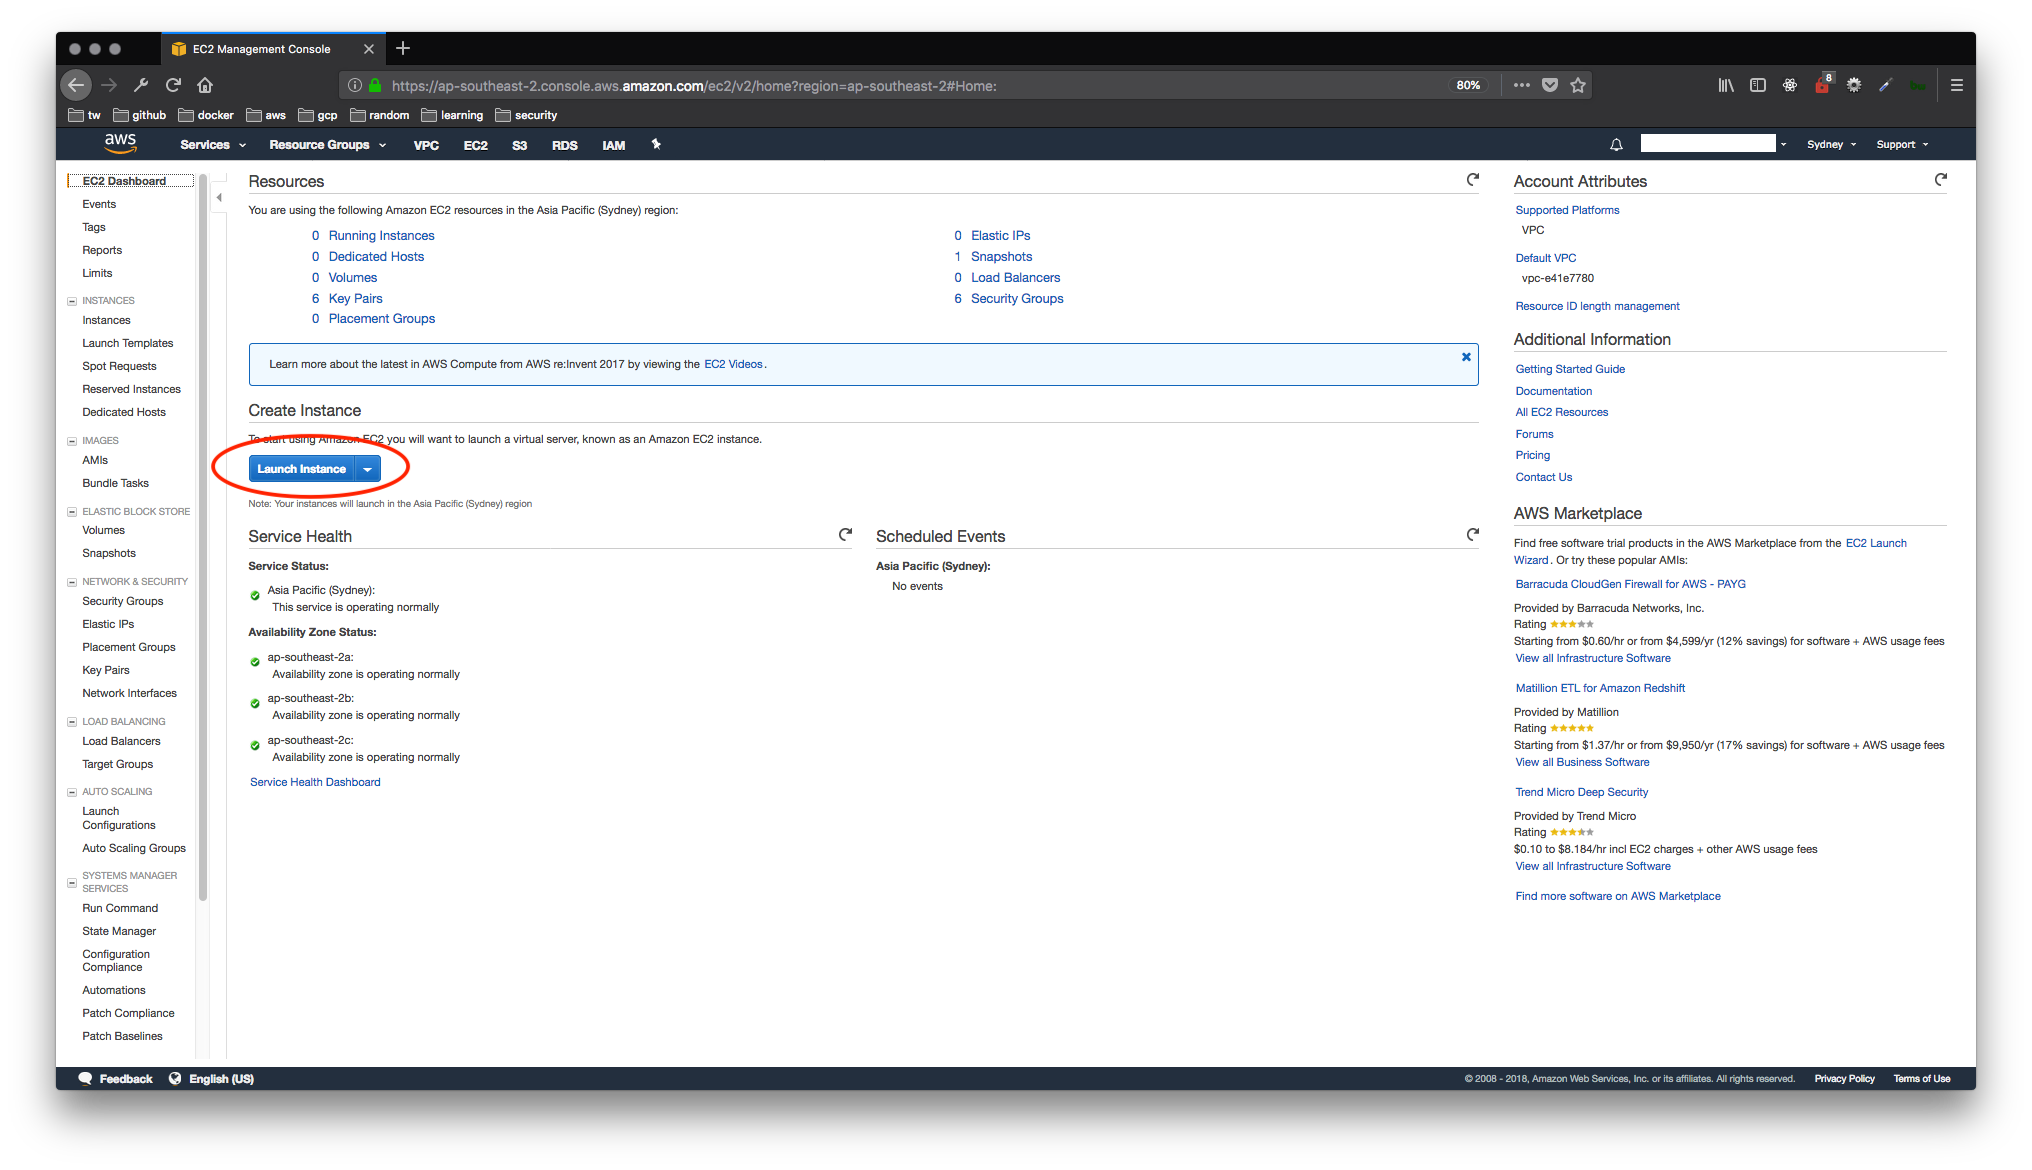 EC2 Management Console
https://ap-southeast-2.console.aws.amazon.com/ec2/v2/home?region=ap-southeast-2#Home:
80%
8
tw github docker aws gcp random learning security
aws Services Resource Groups VPC EC2 S3 RDS IAM Sydney Support
EC2 Dashboard
Events
Tags
Reports
Limits
INSTANCES
Instances
Launch Templates
Spot Requests
Reserved Instances
Dedicated Hosts
IMAGES
AMIs
Bundle Tasks
ELASTIC BLOCK STORE
Volumes
Snapshots
NETWORK & SECURITY
Security Groups
Elastic IPs
Placement Groups
Key Pairs
Network Interfaces
LOAD BALANCING
Load Balancers
Target Groups
AUTO SCALING
Launch
Configurations
Auto Scaling Groups
SYSTEMS MANAGER
SERVICES
Run Command
State Manager
Configuration
Compliance
Automations
Patch Compliance
Patch Baselines
Resources
You are using the following Amazon EC2 resources in the Asia Pacific (Sydney) region:
0 Running Instances
0 Dedicated Hosts
0 Volumes
6 Key Pairs
0 Placement Groups
0 Elastic IPs
1 Snapshots
0 Load Balancers
6 Security Groups
Learn more about the latest in AWS Compute from AWS re:Invent 2017 by viewing the EC2 Videos.
Create Instance
To start using Amazon EC2 you will want to launch a virtual server, known as an Amazon EC2 instance.
Launch Instance
Note: Your instances will launch in the Asia Pacific (Sydney) region
Service Health
Service Status:
Asia Pacific (Sydney):
This service is operating normally
Availability Zone Status:
ap-southeast-2a:
Availability zone is operating normally
ap-southeast-2b:
Availability zone is operating normally
ap-southeast-2c:
Availability zone is operating normally
Service Health Dashboard
Scheduled Events
Asia Pacific (Sydney):
No events
Account Attributes
Supported Platforms
VPC
Default VPC
vpc-e41e7780
Resource ID length management
Additional Information
Getting Started Guide
Documentation
All EC2 Resources
Forums
Pricing
Contact Us
AWS Marketplace
Find free software trial products in the AWS Marketplace from the EC2 Launch
Wizard. Or try these popular AMIs:
Barracuda CloudGen Firewall for AWS - PAYG
Provided by Barracuda Networks, Inc.
Rating
Starting from $0.60/hr or from $4,599/yr (12% savings) for software + AWS usage fees
View all Infrastructure Software
Matillion ETL for Amazon Redshift
Provided by Matillion
Rating
Starting from $1.37/hr or from $9,950/yr (17% savings) for software + AWS usage fees
View all Business Software
Trend Micro Deep Security
Provided by Trend Micro
Rating
$0.10 to $8.184/hr incl EC2 charges + other AWS usage fees
View all Infrastructure Software
Find more software on AWS Marketplace
Feedback English (US)
© 2008 - 2018, Amazon Web Services, Inc. or its affiliates. All rights reserved. Privacy Policy Terms of Use